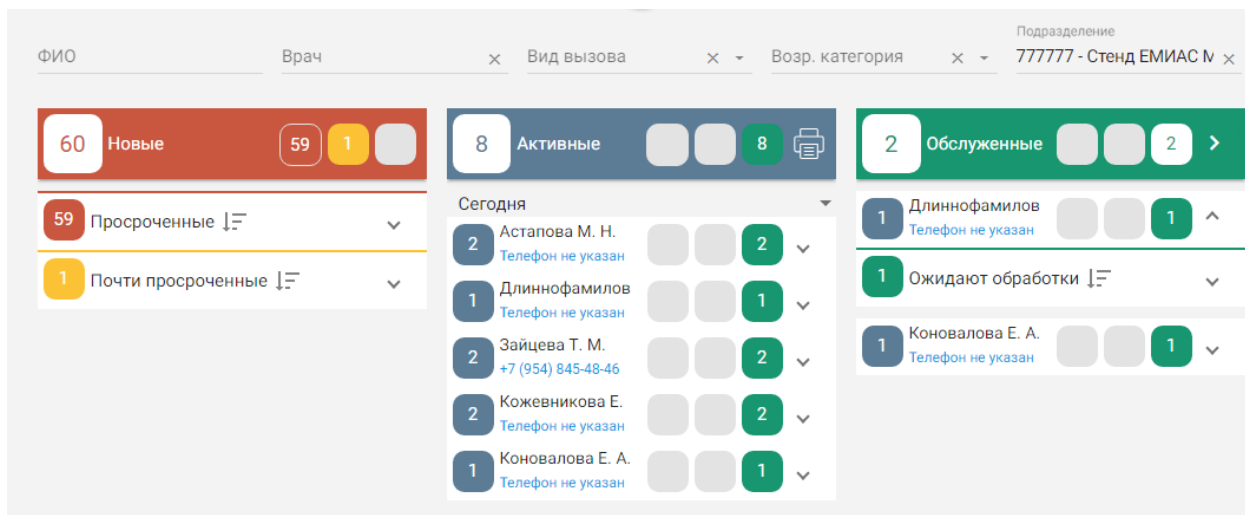 Подразделение
ФИО Врач Вид вызова Возр. категория 777777 - Стенд ЕМИАС М
60 Новые 59 1
8 Активные 8
2 Обслуженные 2
59 Просроченные
1 Почти просроченные
Сегодня
2 Астапова М. Н. 2
Телефон не указан
1 Длиннофамилов 1
Телефон не указан
2 Зайцева Т. М. 2
+7 (954) 845-48-46
2 Кожевникова Е. 2
Телефон не указан
1 Коновалова Е. А. 1
Телефон не указан
1 Длиннофамилов 1
Телефон не указан
1 Ожидают обработки
1 Коновалова Е. А. 1
Телефон не указан